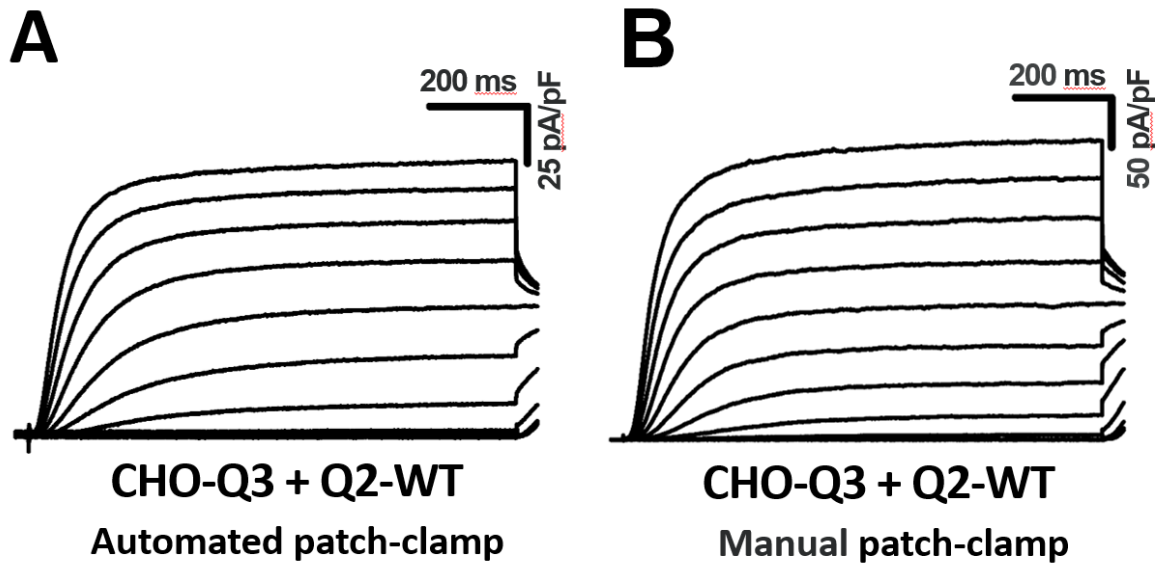 A
200 ms
25 pA/pF
CHO-Q3 + Q2-WT
Automated patch-clamp
B
200 ms
50 pA/pF
CHO-Q3 + Q2-WT
Manual patch-clamp